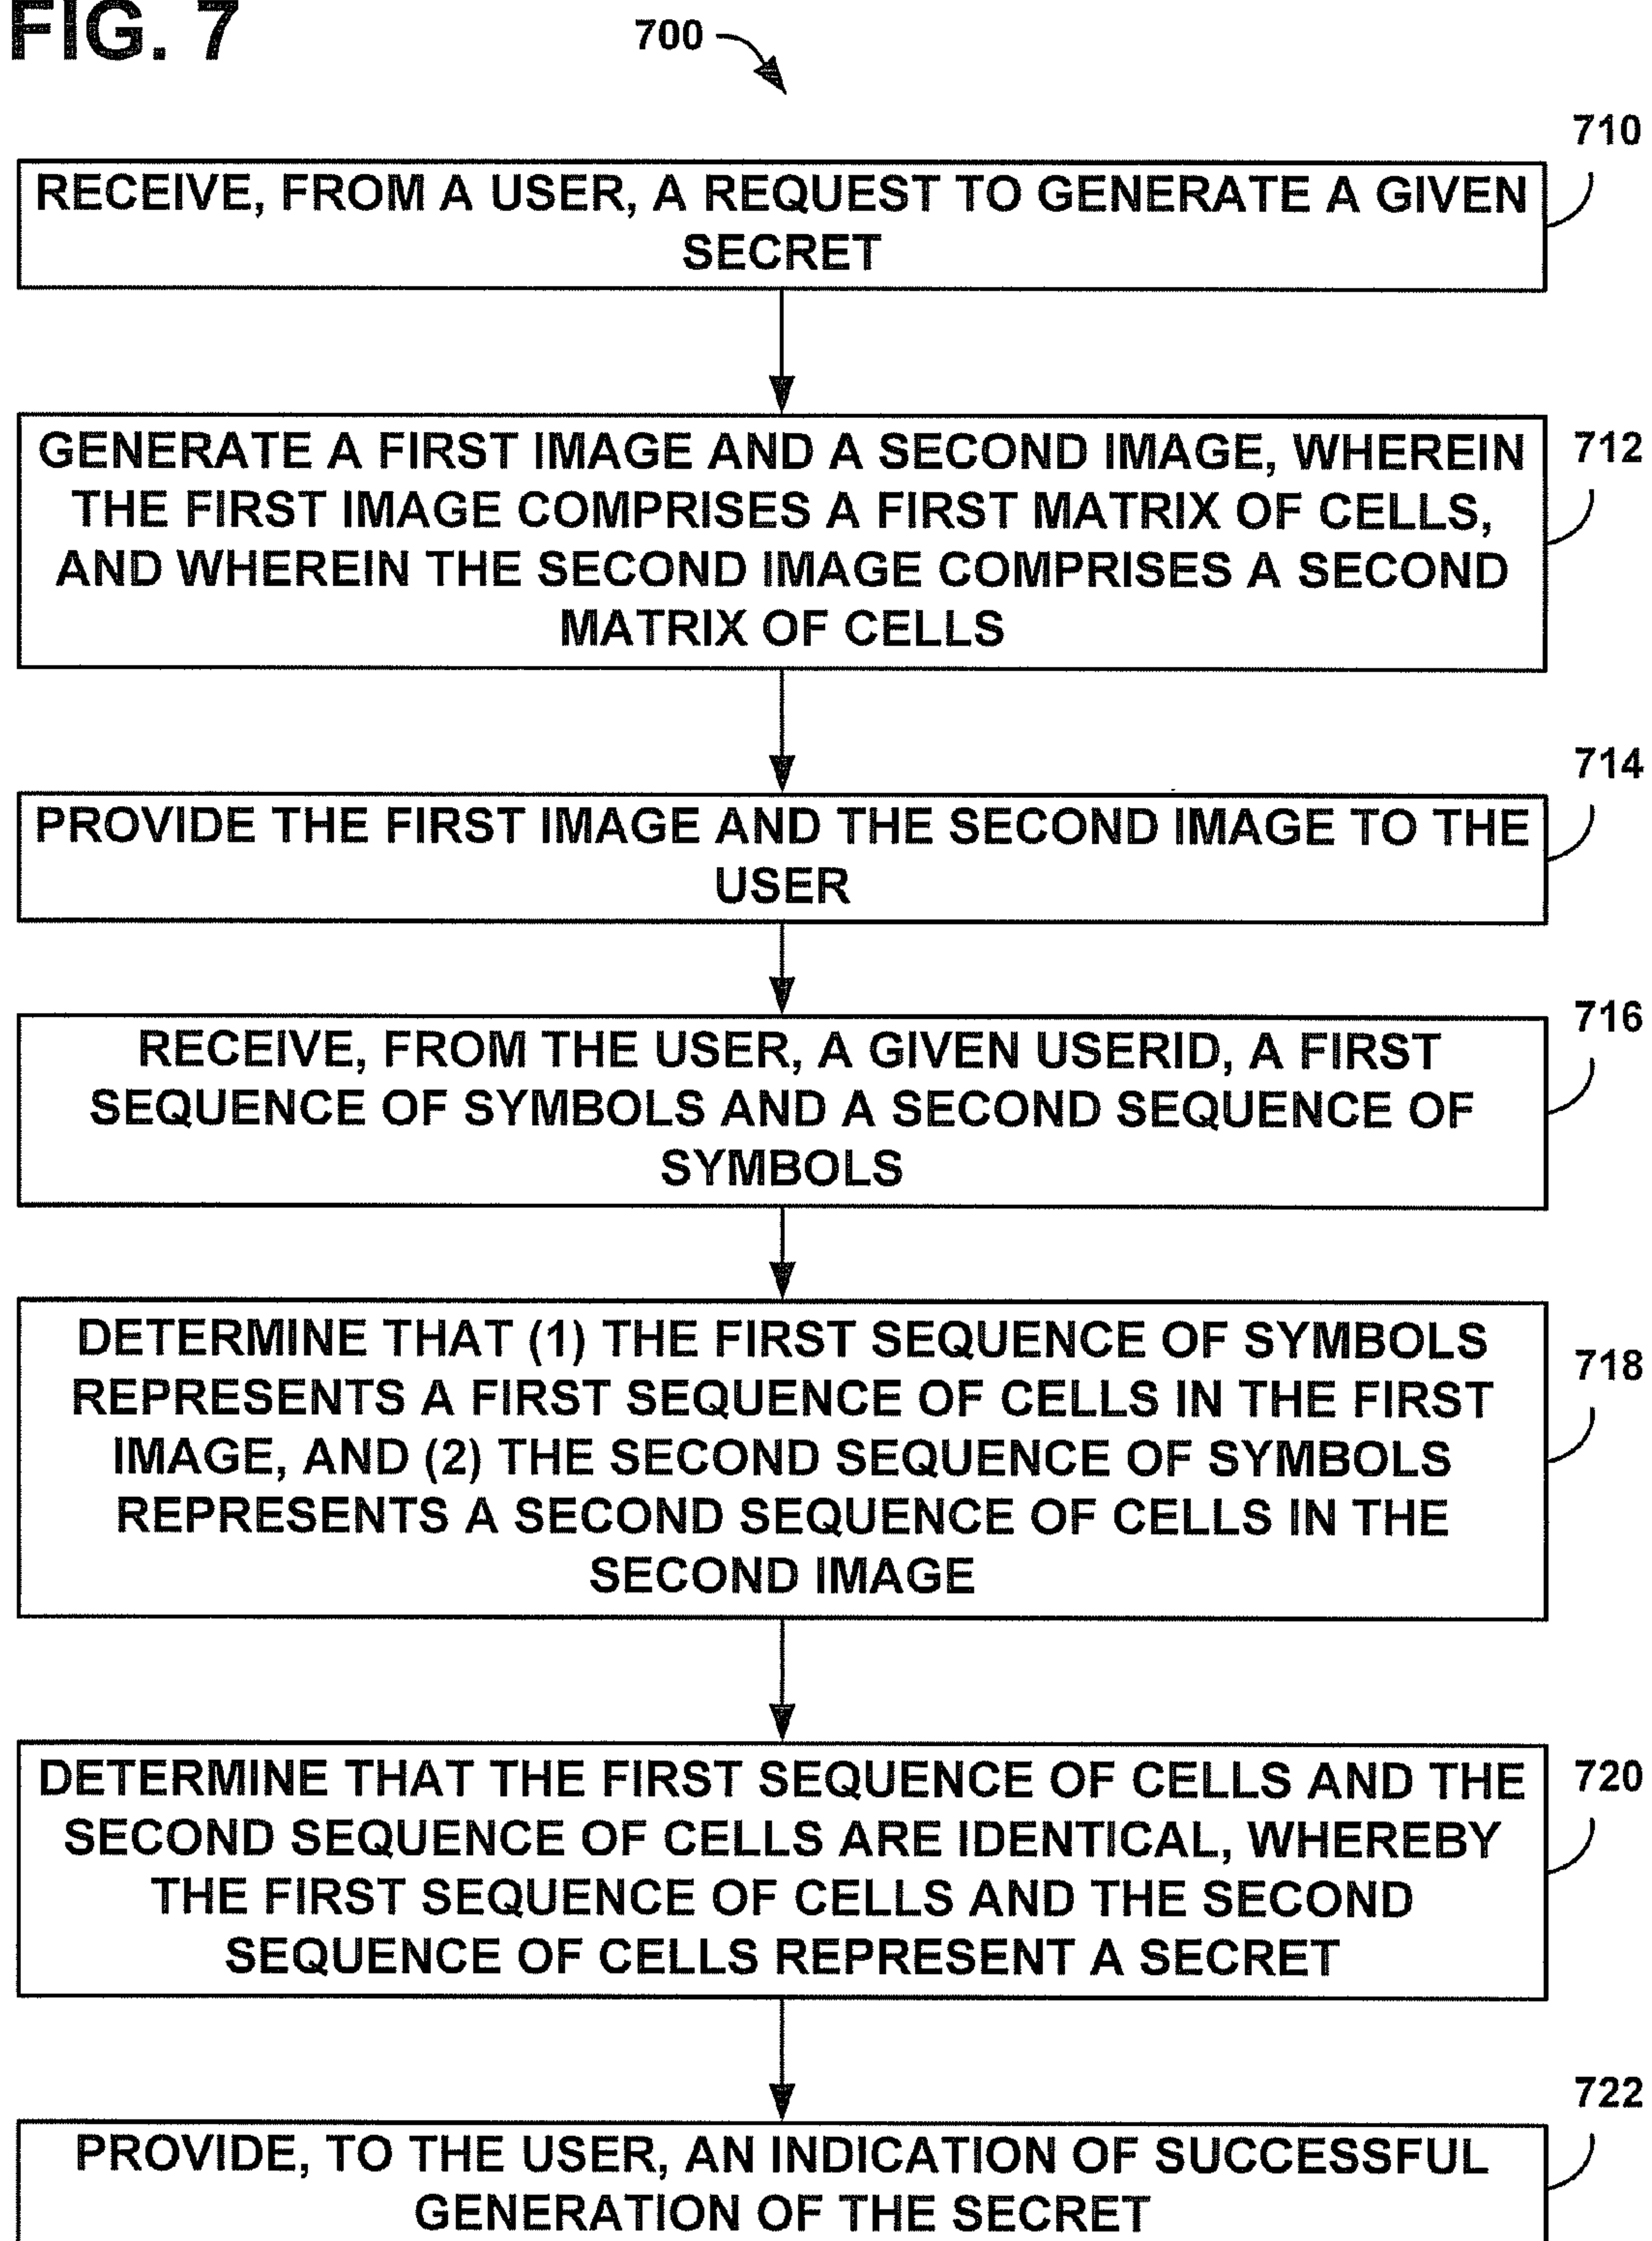 FIG. 7
700
710
RECEIVE, FROM A USER, A REQUEST TO GENERATE A GIVEN
SECRET
712
GENERATE A FIRST IMAGE AND A SECOND IMAGE, WHEREIN
THE FIRST IMAGE COMPRISES A FIRST MATRIX OF CELLS,
AND WHEREIN THE SECOND IMAGE COMPRISES A SECOND
MATRIX OF CELLS
714
PROVIDE THE FIRST IMAGE AND THE SECOND IMAGE TO THE
USER
716
RECEIVE, FROM THE USER, A GIVEN USERID, A FIRST
SEQUENCE OF SYMBOLS AND A SECOND SEQUENCE OF
SYMBOLS
718
DETERMINE THAT (1) THE FIRST SEQUENCE OF SYMBOLS
REPRESENTS A FIRST SEQUENCE OF CELLS IN THE FIRST
IMAGE, AND (2) THE SECOND SEQUENCE OF SYMBOLS
REPRESENTS A SECOND SEQUENCE OF CELLS IN THE
SECOND IMAGE
720
DETERMINE THAT THE FIRST SEQUENCE OF CELLS AND THE
SECOND SEQUENCE OF CELLS ARE IDENTICAL, WHEREBY
THE FIRST SEQUENCE OF CELLS AND THE SECOND
SEQUENCE OF CELLS REPRESENT A SECRET
722
PROVIDE, TO THE USER, AN INDICATION OF SUCCESSFUL
GENERATION OF THE SECRET